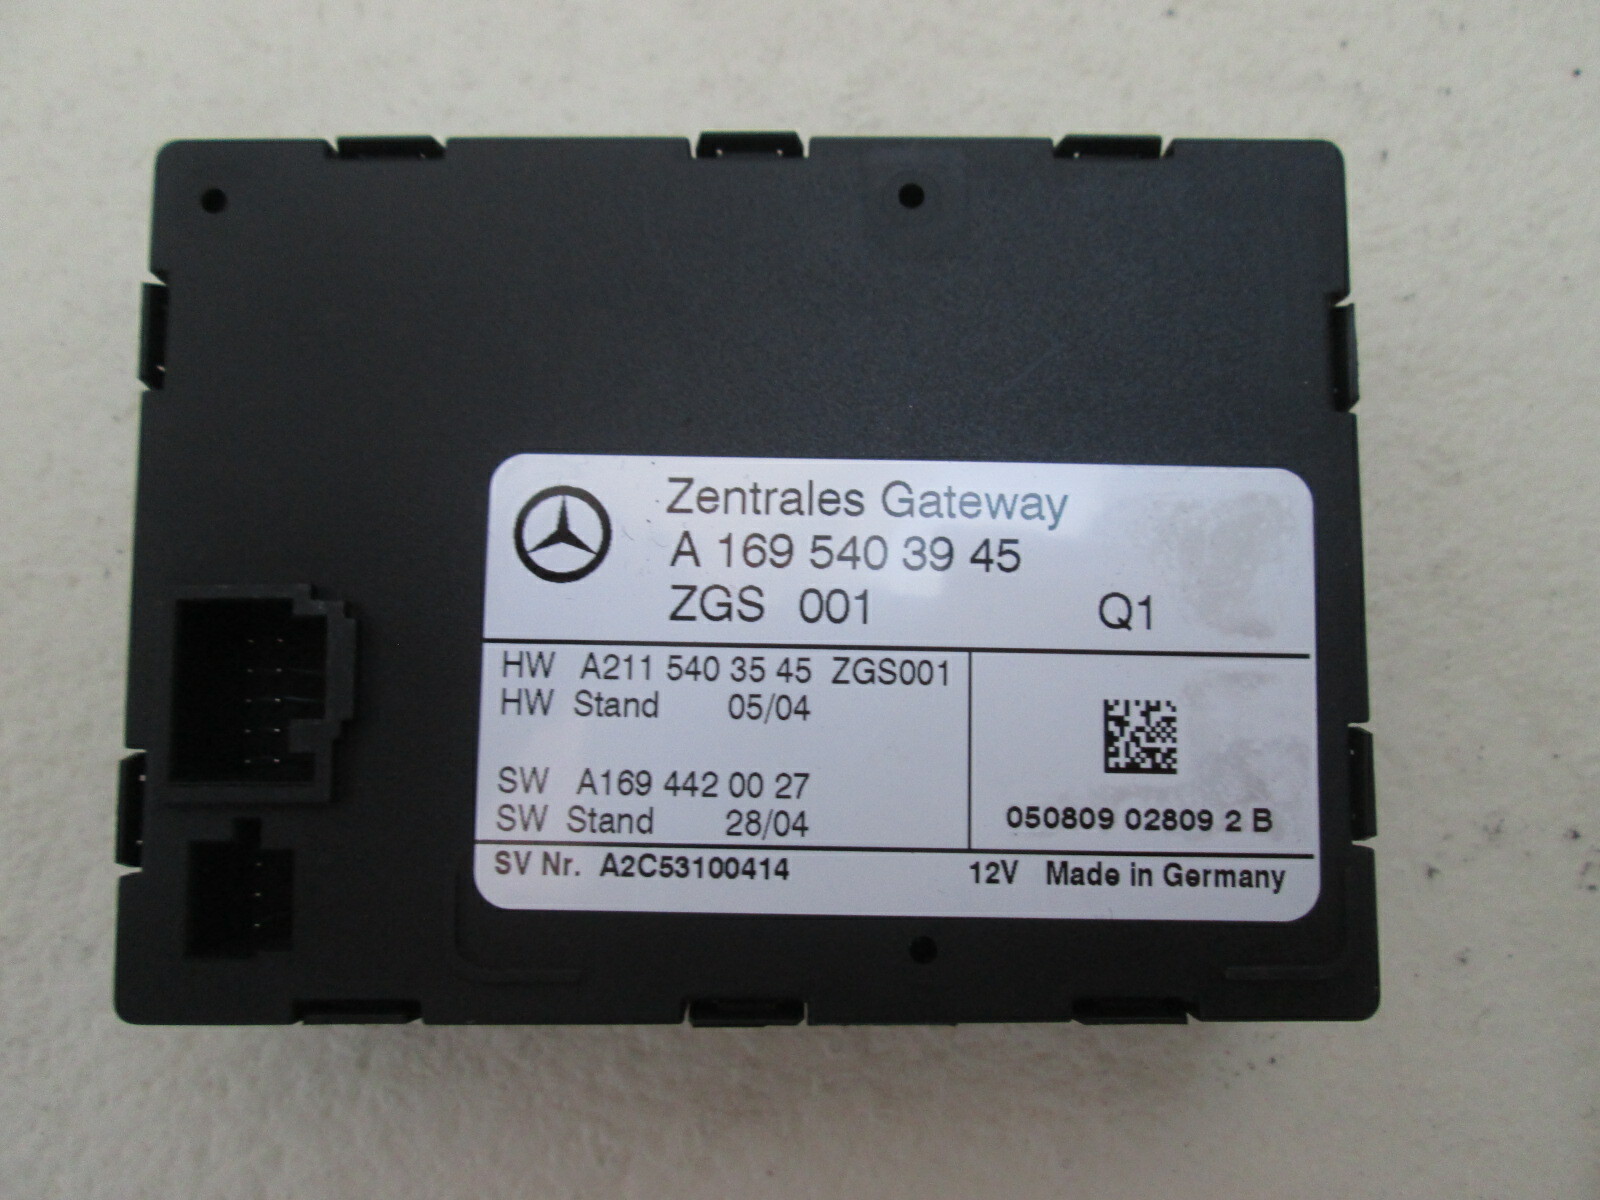 Zentrales Gateway
A 169 540 39 45
ZGS 001 Q1
HW A211 540 35 45 ZGS001
HW Stand 05/04
SW A169 442 00 27
SW Stand 28/04
050809 02809 2 B
SV Nr. A2C53100414 12V Made in Germany